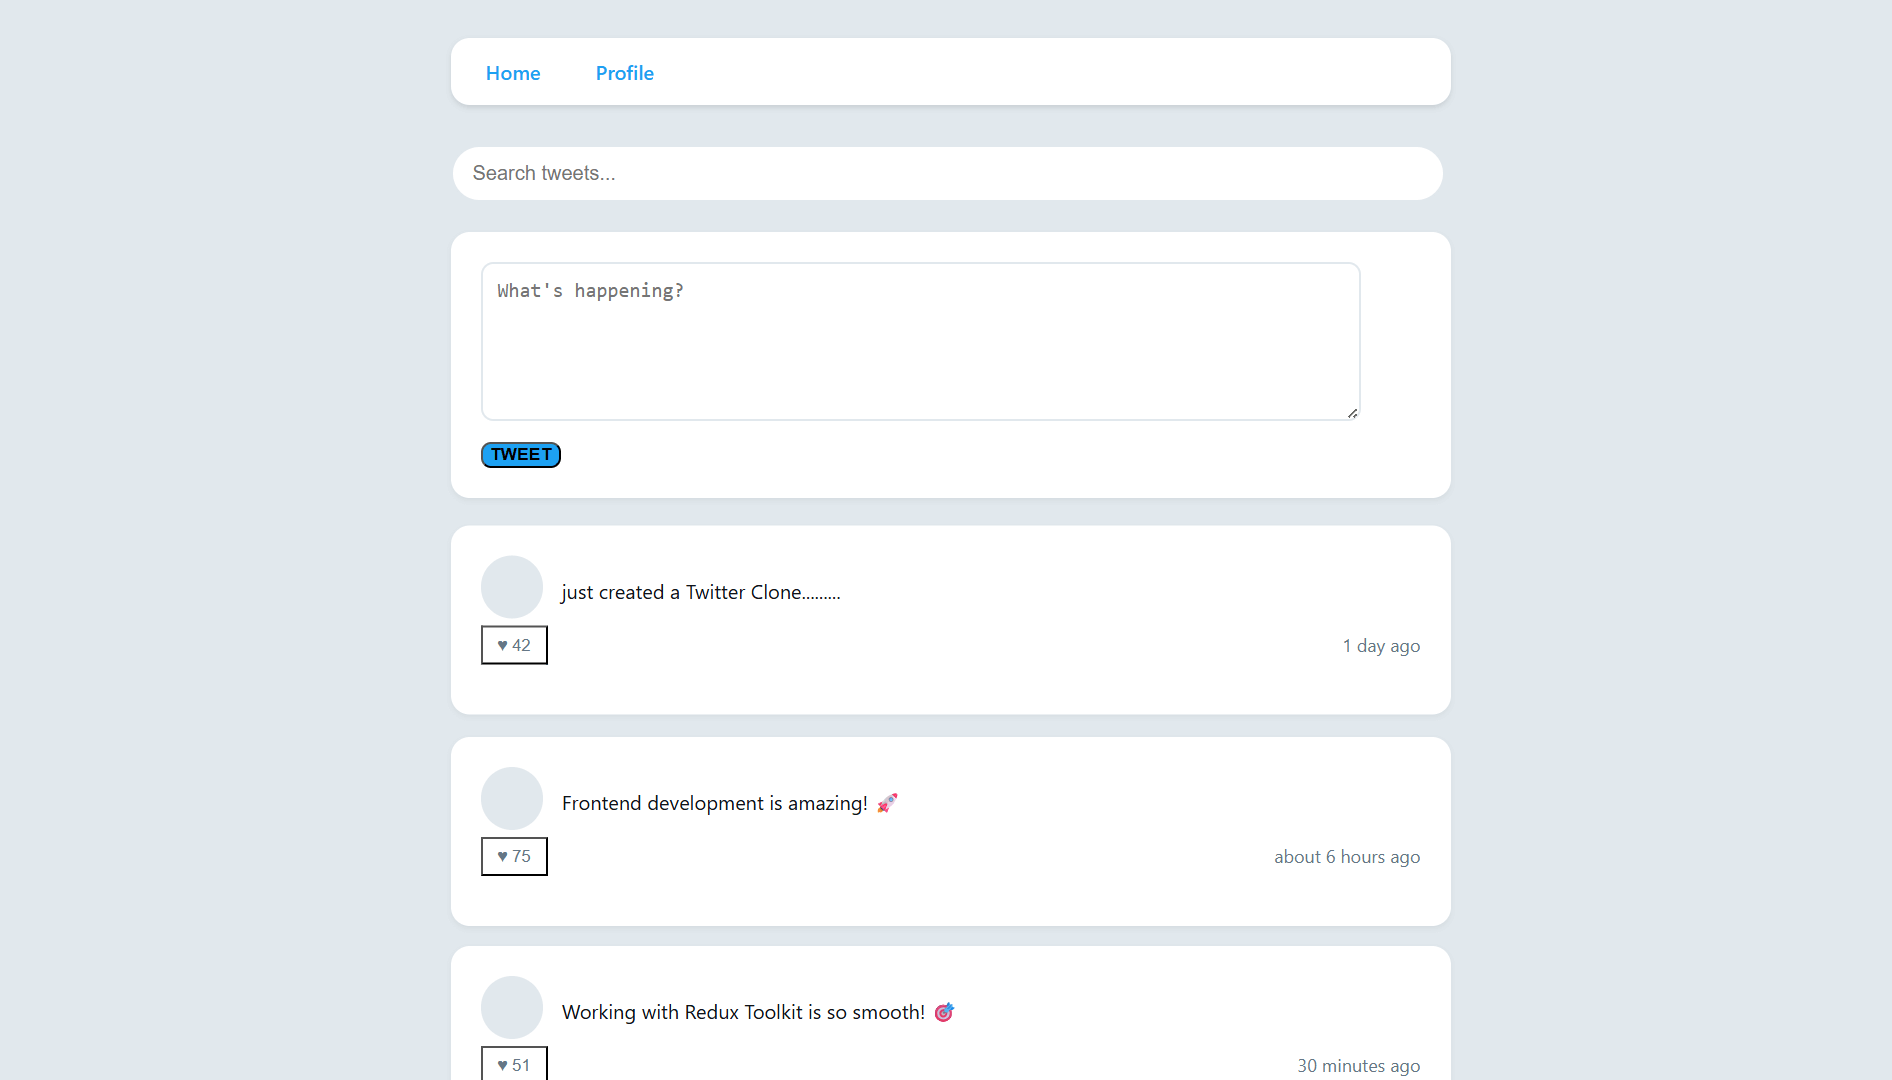 Home Profile
Search tweets...
What's happening?
TWEET
just created a Twitter Clone.........
♥ 42 1 day ago
Frontend development is amazing! 🚀
♥ 75 about 6 hours ago
Working with Redux Toolkit is so smooth! 🎯
♥ 51 30 minutes ago